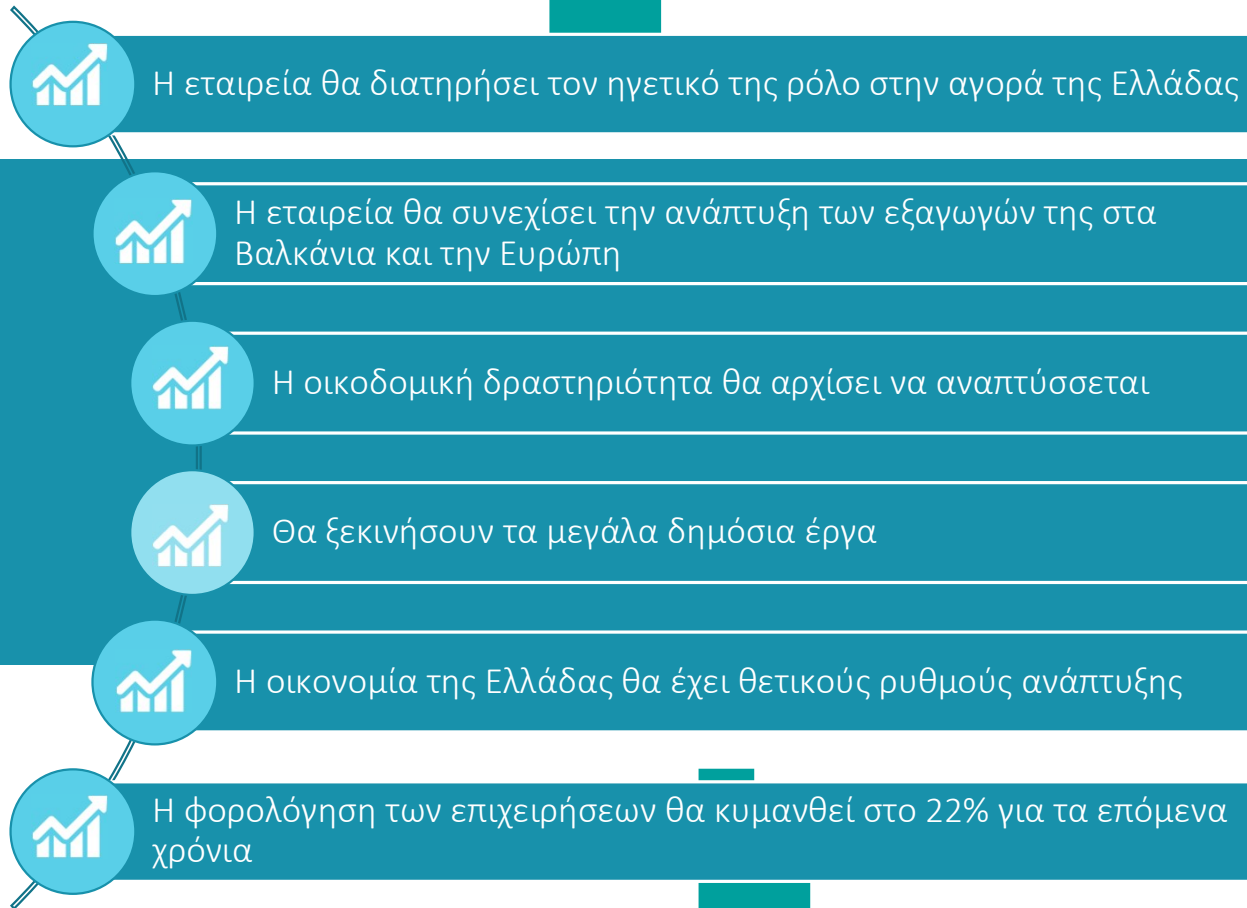 Η εταιρεία θα διατηρήσει τον ηγετικό της ρόλο στην αγορά της Ελλάδας
Η εταιρεία θα συνεχίσει την ανάπτυξη των εξαγωγών της στα
Βαλκάνια και την Ευρώπη
Η οικοδομική δραστηριότητα θα αρχίσει να αναπτύσσεται
Θα ξεκινήσουν τα μεγάλα δημόσια έργα
Η οικονομία της Ελλάδας θα έχει θετικούς ρυθμούς ανάπτυξης
Η φορολόγηση των επιχειρήσεων θα κυμανθεί στο 22% για τα επόμενα
χρόνια